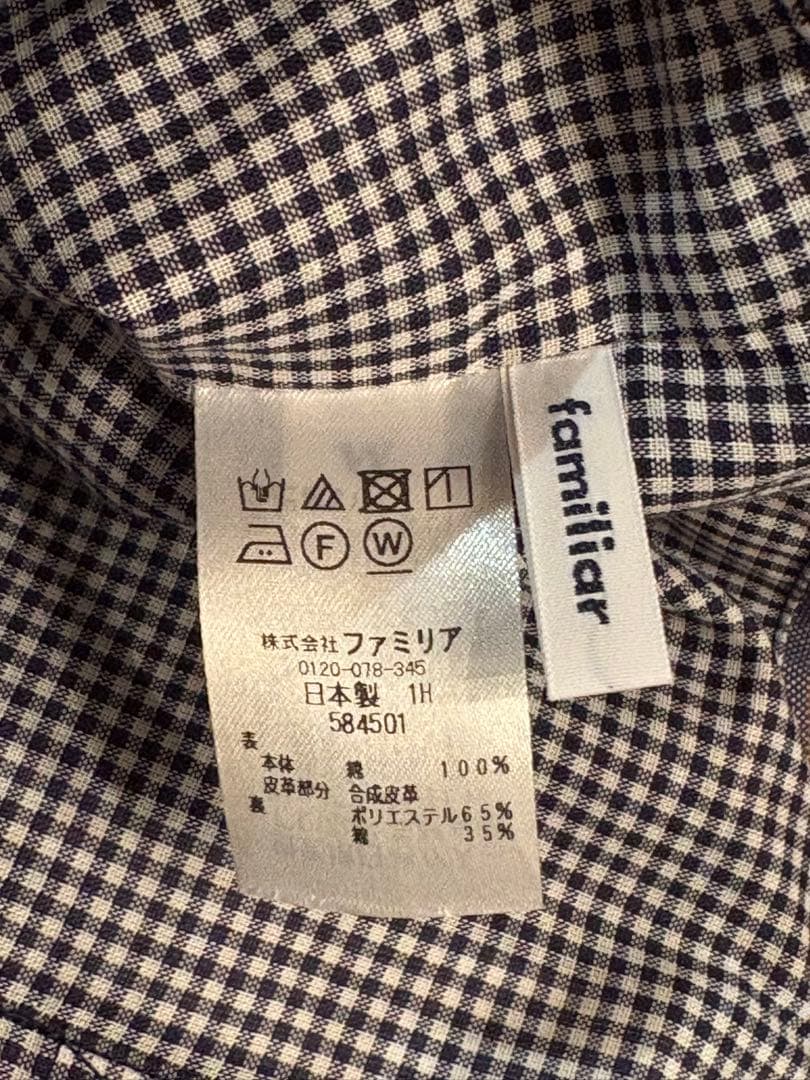 F W
株式会社ファミリア
0120-078-345
日本製 1H
584501
表
本体 綿 100%
皮革部分 合成皮革
裏 ポリエステル65%
綿 35%
familiar